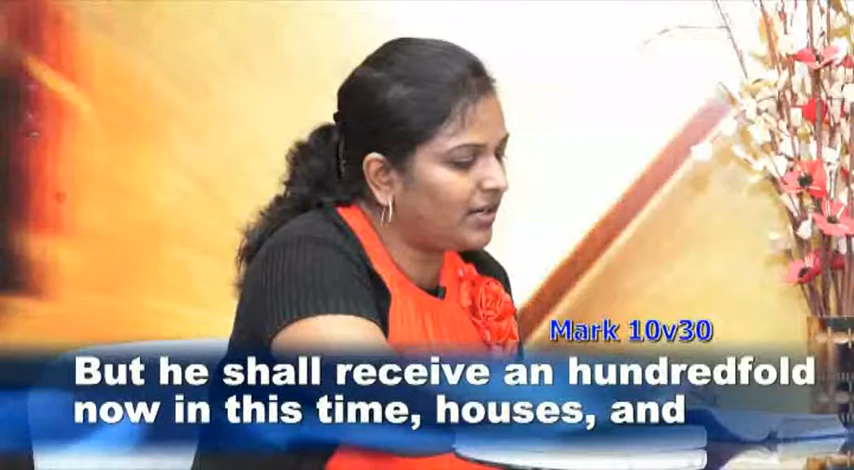 Mark 10v30
But he shall receive an hundredfold
now in this time, houses, and